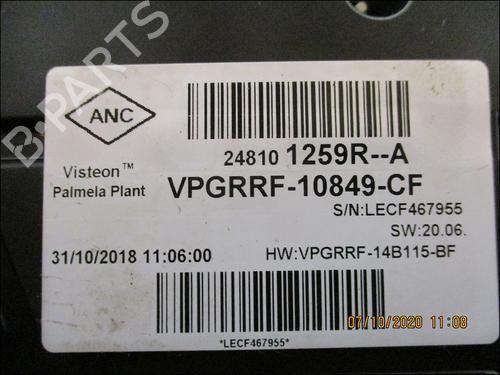 B-PARTS
ANC
24810 1259R--A
Visteon™
Palmela Plant
VPGRRF-10849-CF
S/N:LECF467955
SW:20.06.
31/10/2018 11:06:00
HW:VPGRRF-14B115-BF
*LECF467955*
07/10/2020 11:08